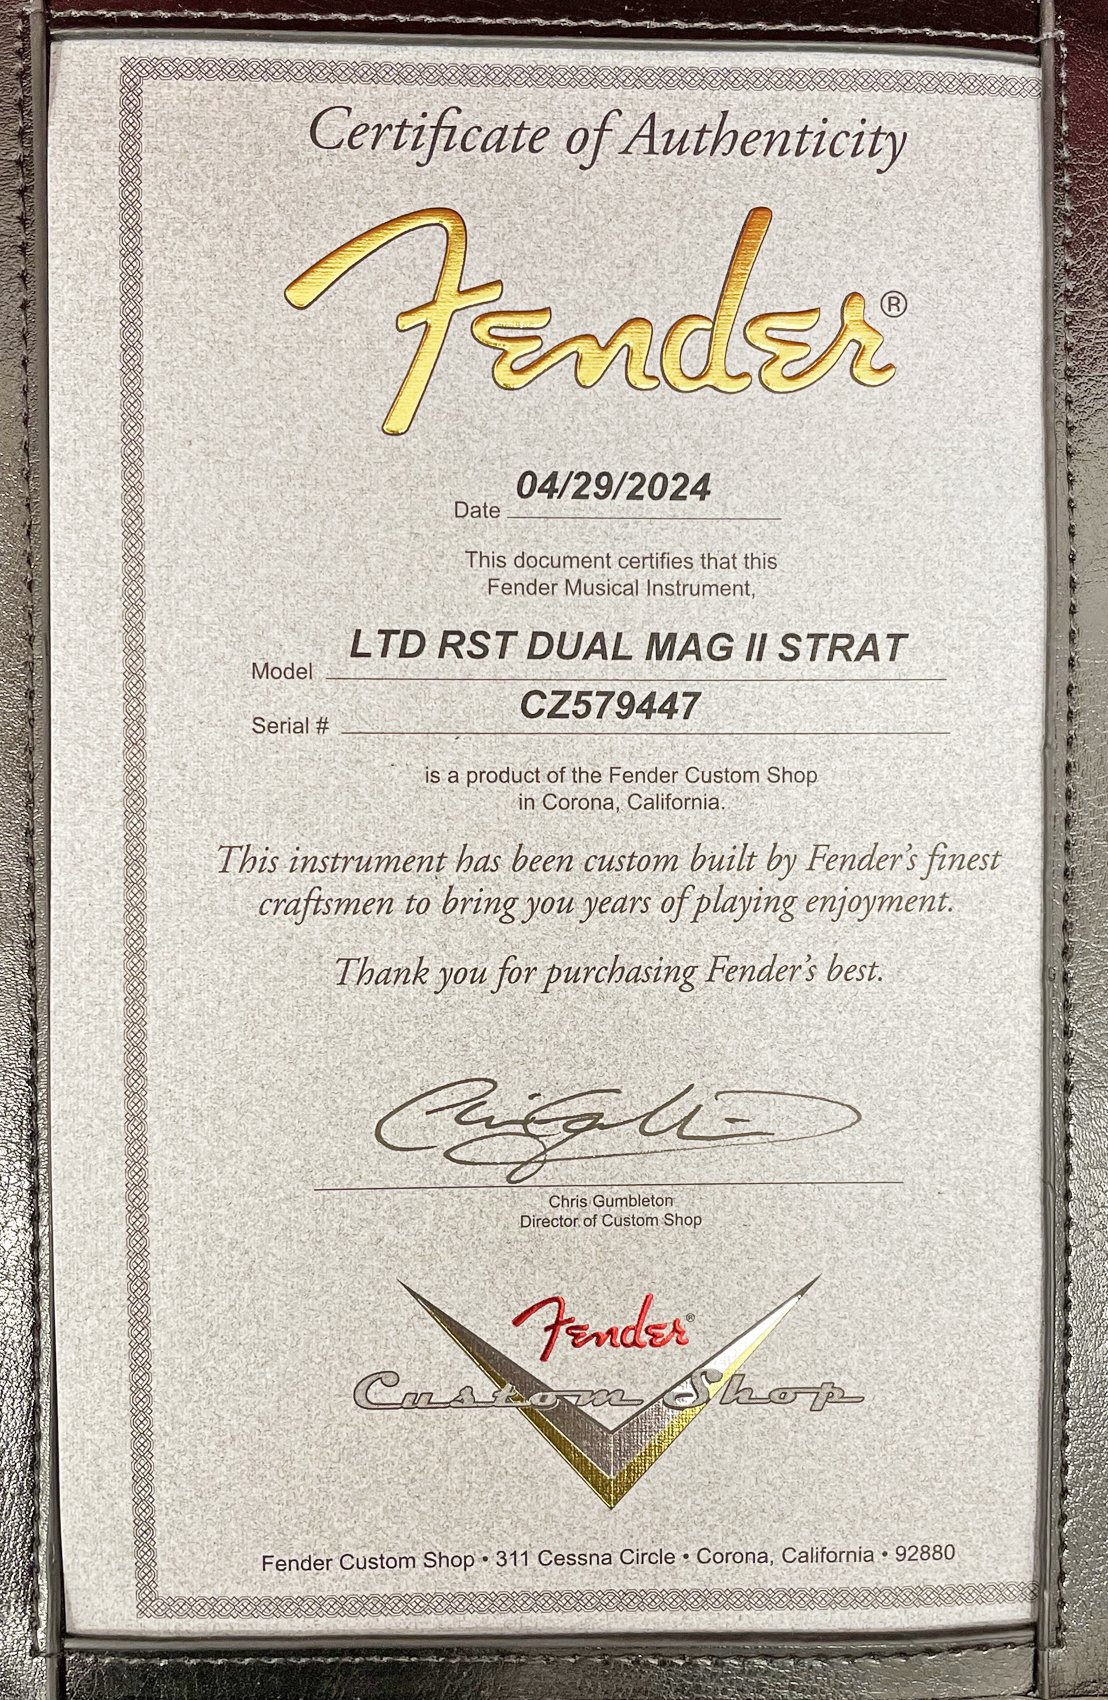 Certificate of Authenticity
Fender®
Date 04/29/2024
This document certifies that this
Fender Musical Instrument,
Model LTD RST DUAL MAG II STRAT
Serial # CZ579447
is a product of the Fender Custom Shop
in Corona, California.
This instrument has been custom built by Fender's finest
craftsmen to bring you years of playing enjoyment.
Thank you for purchasing Fender's best.
Chris Gumbleton
Director of Custom Shop
Fender®
Custom Shop
Fender Custom Shop • 311 Cessna Circle • Corona, California • 92880